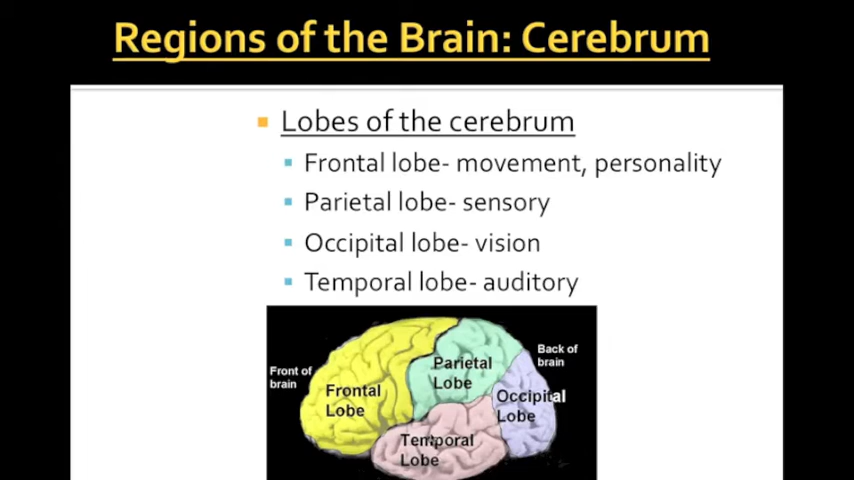 Regions of the Brain: Cerebrum
Lobes of the cerebrum
Frontal lobe- movement, personality
Parietal lobe- sensory
Occipital lobe- vision
Temporal lobe- auditory
Front of
brain
Frontal
Lobe
Parietal
Lobe
Back of
brain
Occipital
Lobe
Temporal
Lobe